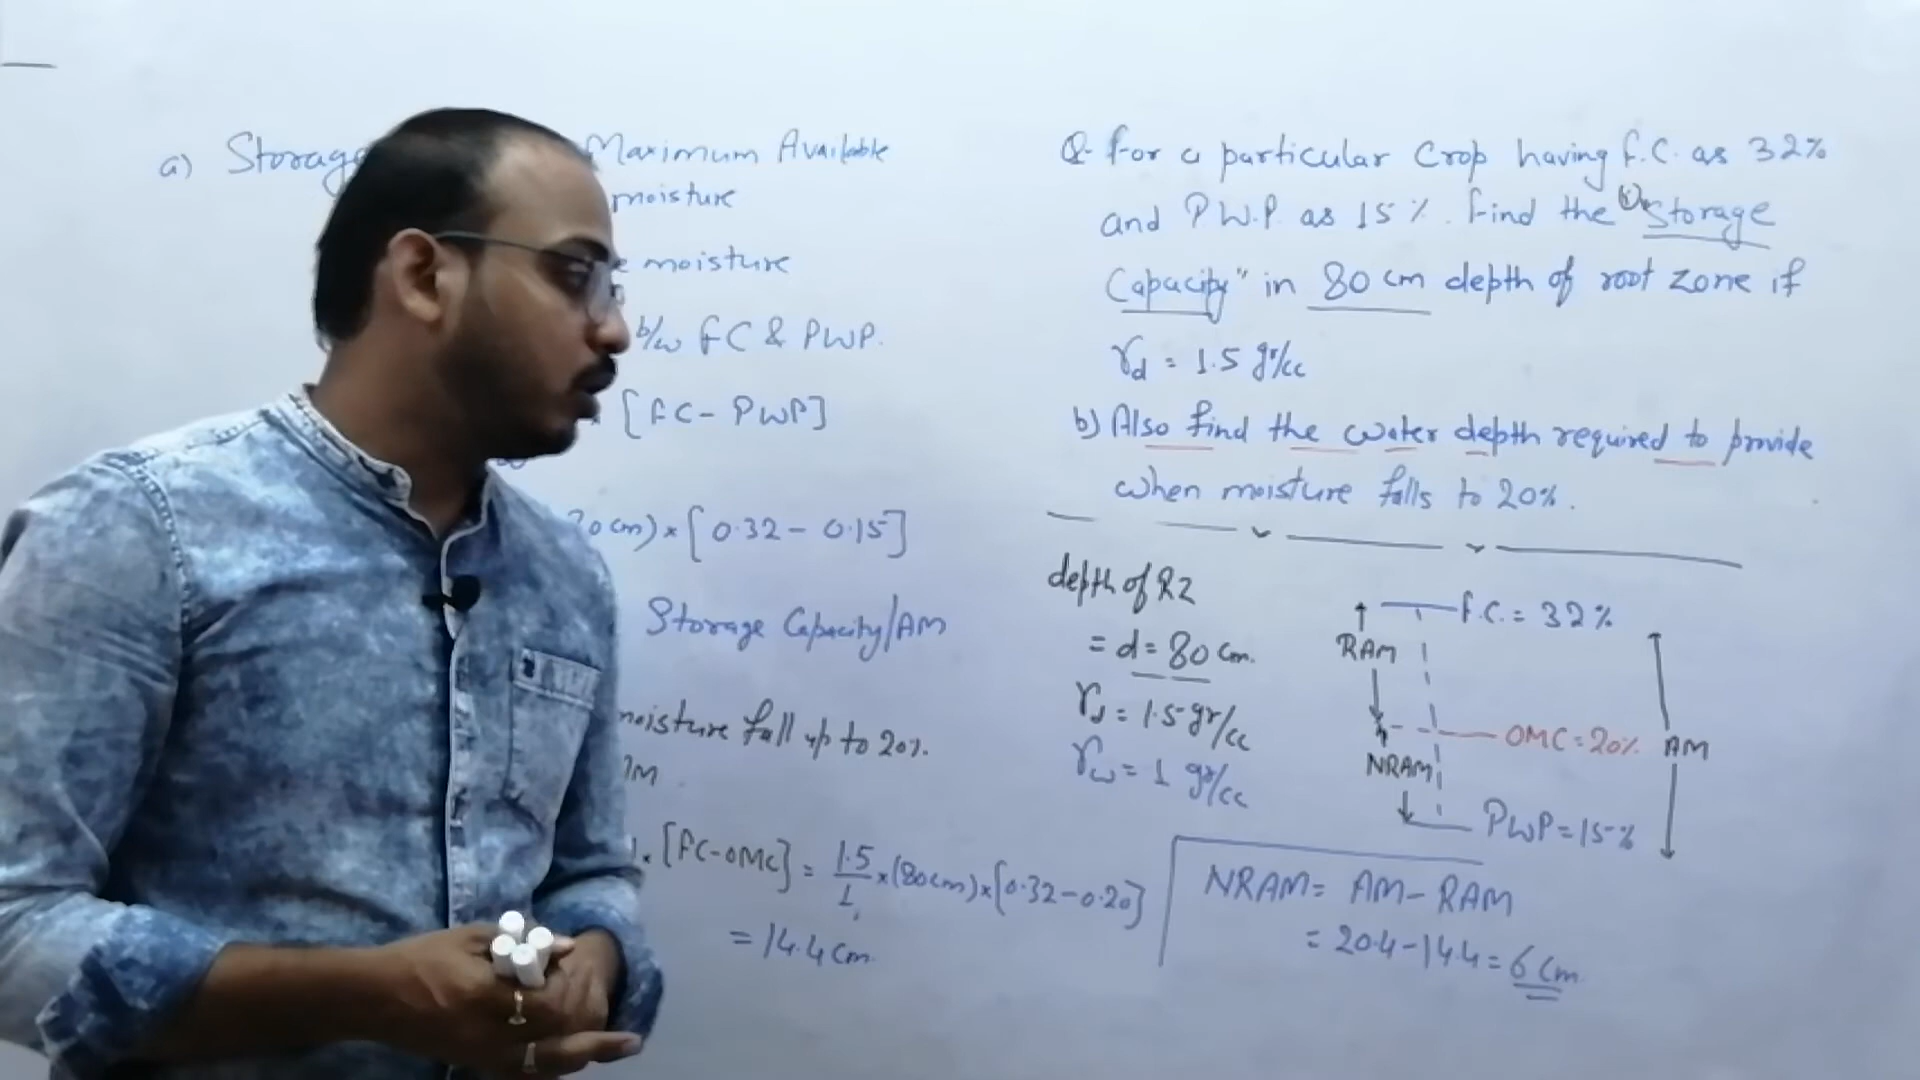 a) Storage
Maximum Available
moisture
moisture
b/w FC & PWP.
[FC - PWP]
0 cm) × [0.32 - 0.15]
Storage Capacity/AM
moisture fall up to 20%.
[FC-OMC] = 1.5/1 × (80cm) × [0.32-0.20]
= 14.4 cm.
Q- For a particular Crop having F.C. as 32%
and P.W.P. as 15%. Find the "Storage
Capacity" in 80 cm depth of root zone if
γd = 1.5 gr/cc
b) Also find the water depth required to provide
when moisture falls to 20%.
depth of RZ
= d = 80 cm.
γd = 1.5 gr/cc
γw = 1 gr/cc
F.C. = 32%
RAM
OMC = 20%
AM
NRAM
PWP = 15%
NRAM = AM - RAM
= 20.4 - 14.4 = 6 cm